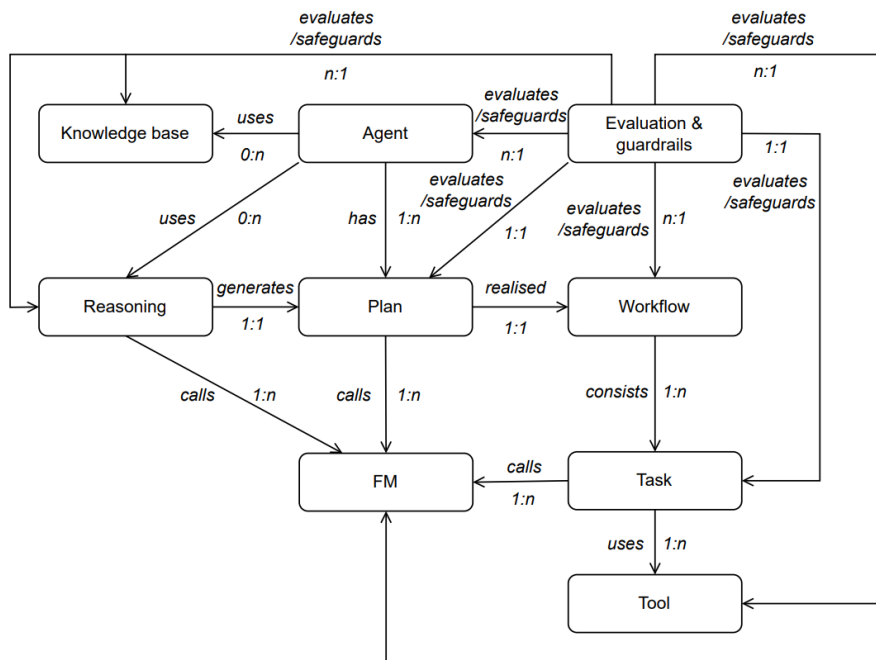 evaluates
/safeguards
n:1
evaluates
/safeguards
n:1
Knowledge base
uses
0:n
Agent
evaluates
/safeguards
n:1
Evaluation &
guardrails
1:1
evaluates
/safeguards
uses
0:n
has
1:n
evaluates
/safeguards
1:1
evaluates
/safeguards
n:1
Reasoning
generates
1:1
Plan
realised
1:1
Workflow
calls
1:n
calls
1:n
consists
1:n
FM
calls
1:n
Task
uses
1:n
Tool